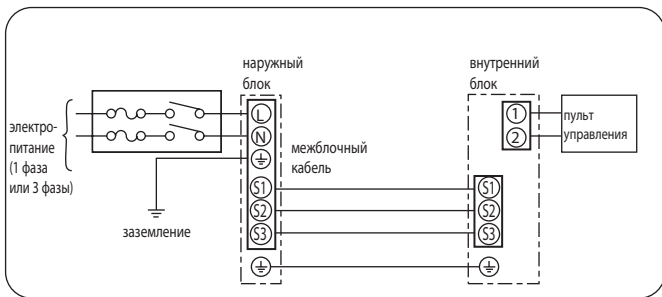 наружный
блок
внутренний
блок
электро-
питание
(1 фаза
или 3 фазы)
заземление
L
N
S1
S2
S3
межблочный
кабель
1
2
S1
S2
S3
пульт
управления